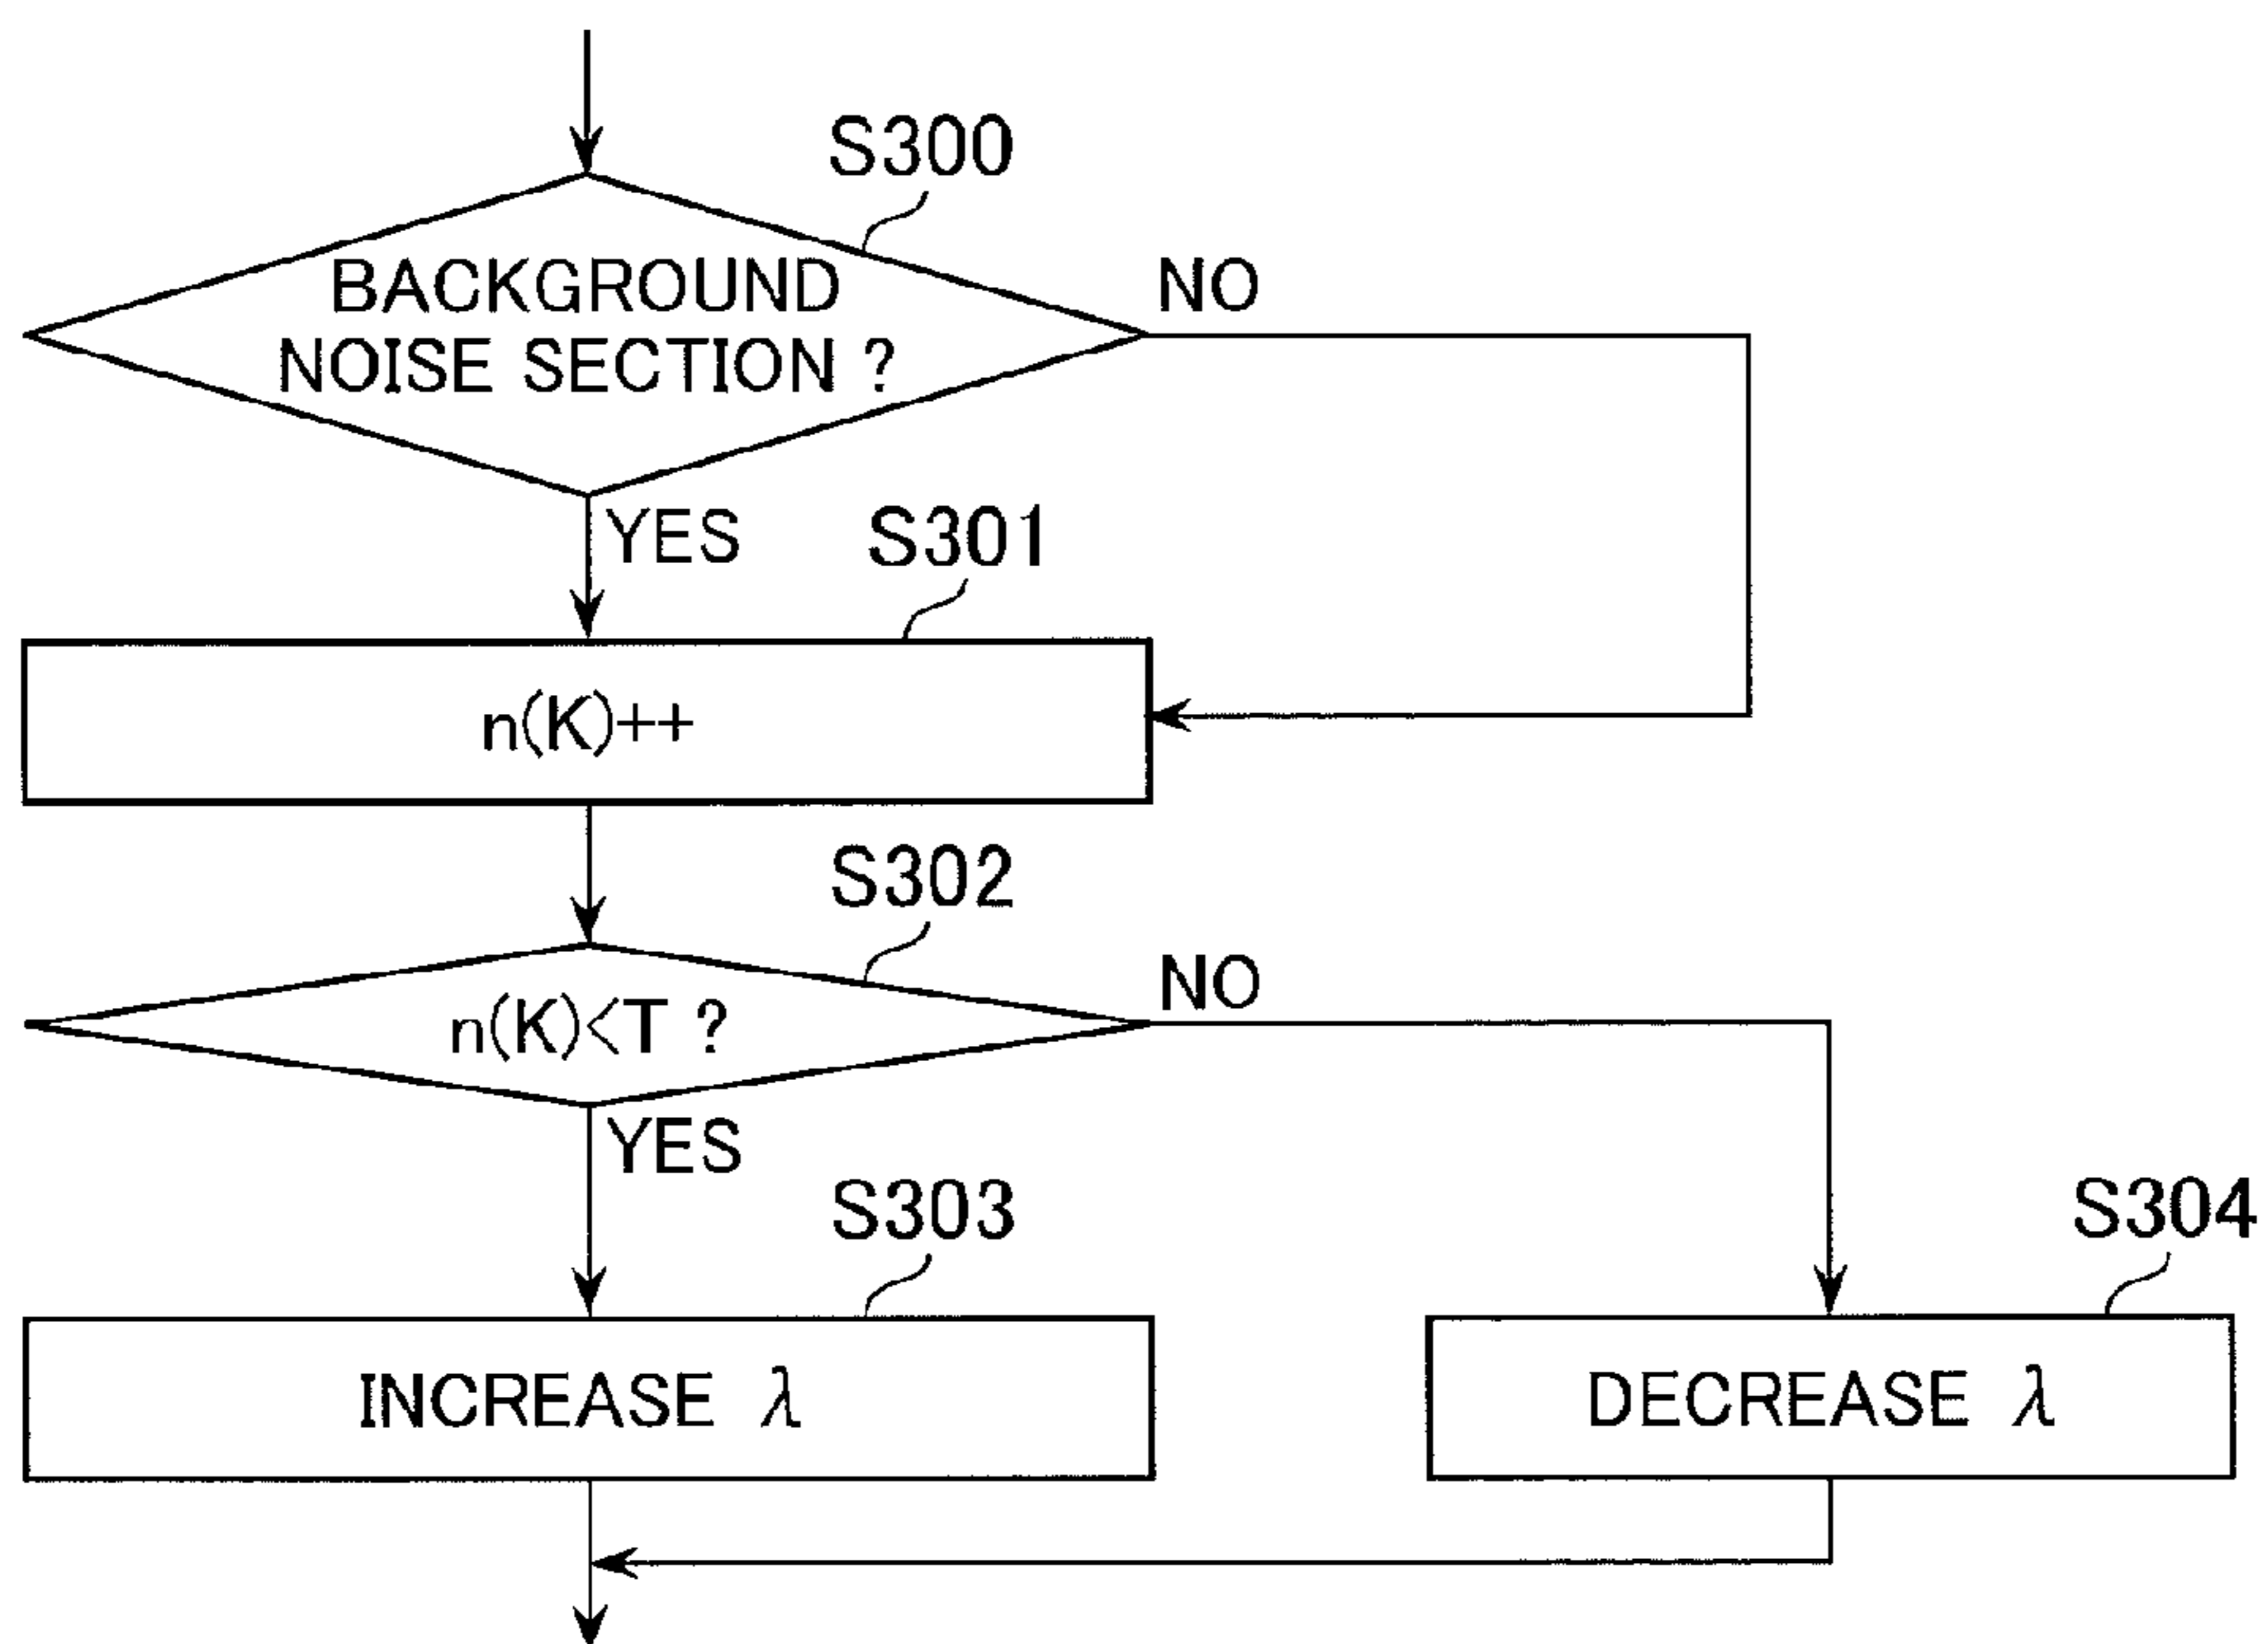 S300
BACKGROUND
NOISE SECTION ?
NO
YES
S301
n(K)++
S302
n(K)<T ?
NO
YES
S303
INCREASE λ
S304
DECREASE λ